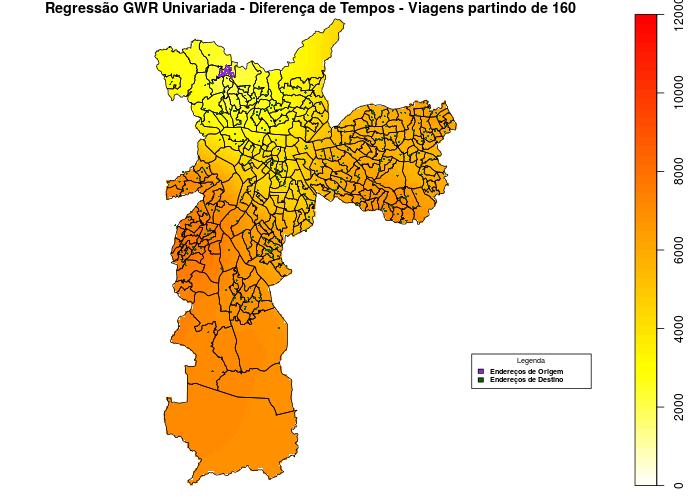 Regressão GWR Univariada - Diferença de Tempos - Viagens partindo de 160
12000
10000
8000
6000
4000
2000
0
Legenda
Endereços de Origem
Endereços de Destino